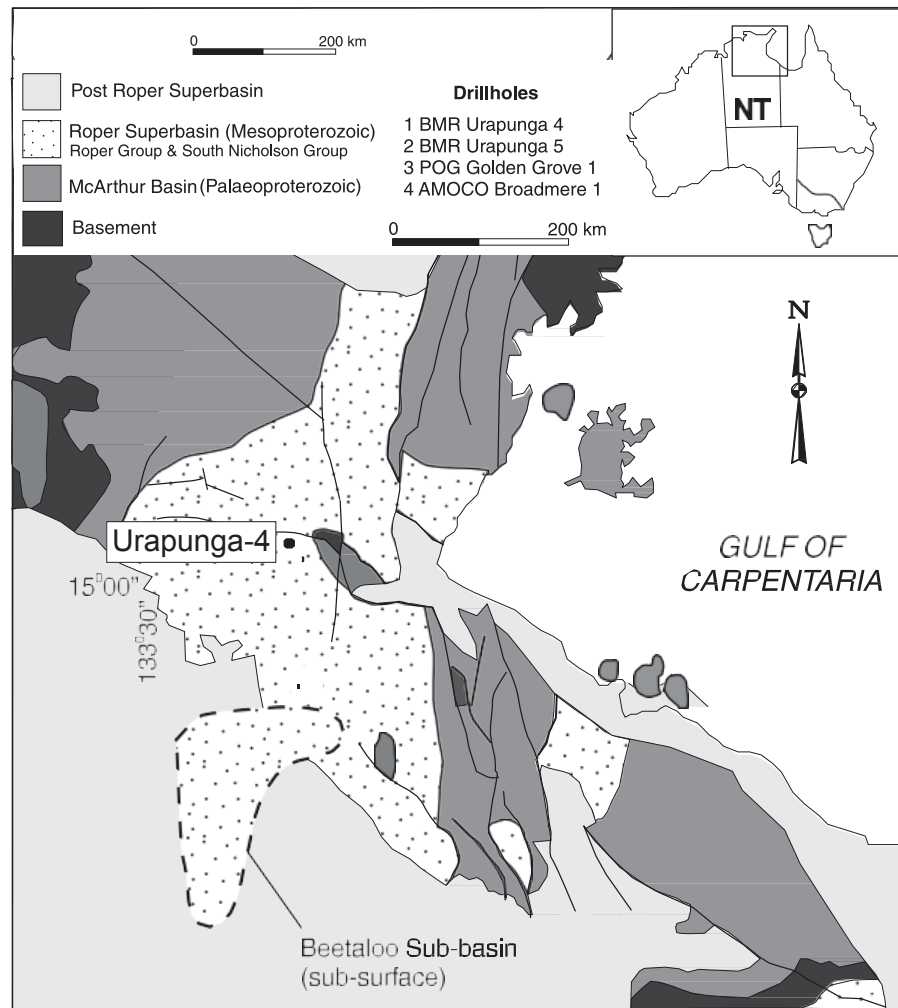 0 200 km
Post Roper Superbasin
Roper Superbasin (Mesoproterozoic)
Roper Group & South Nicholson Group
McArthur Basin (Palaeoproterozoic)
Basement
Drillholes
1 BMR Urapunga 4
2 BMR Urapunga 5
3 POG Golden Grove 1
4 AMOCO Broadmere 1
0 200 km
NT
N
Urapunga-4
15°00"
133°30"
GULF OF
CARPENTARIA
Beetaloo Sub-basin
(sub-surface)